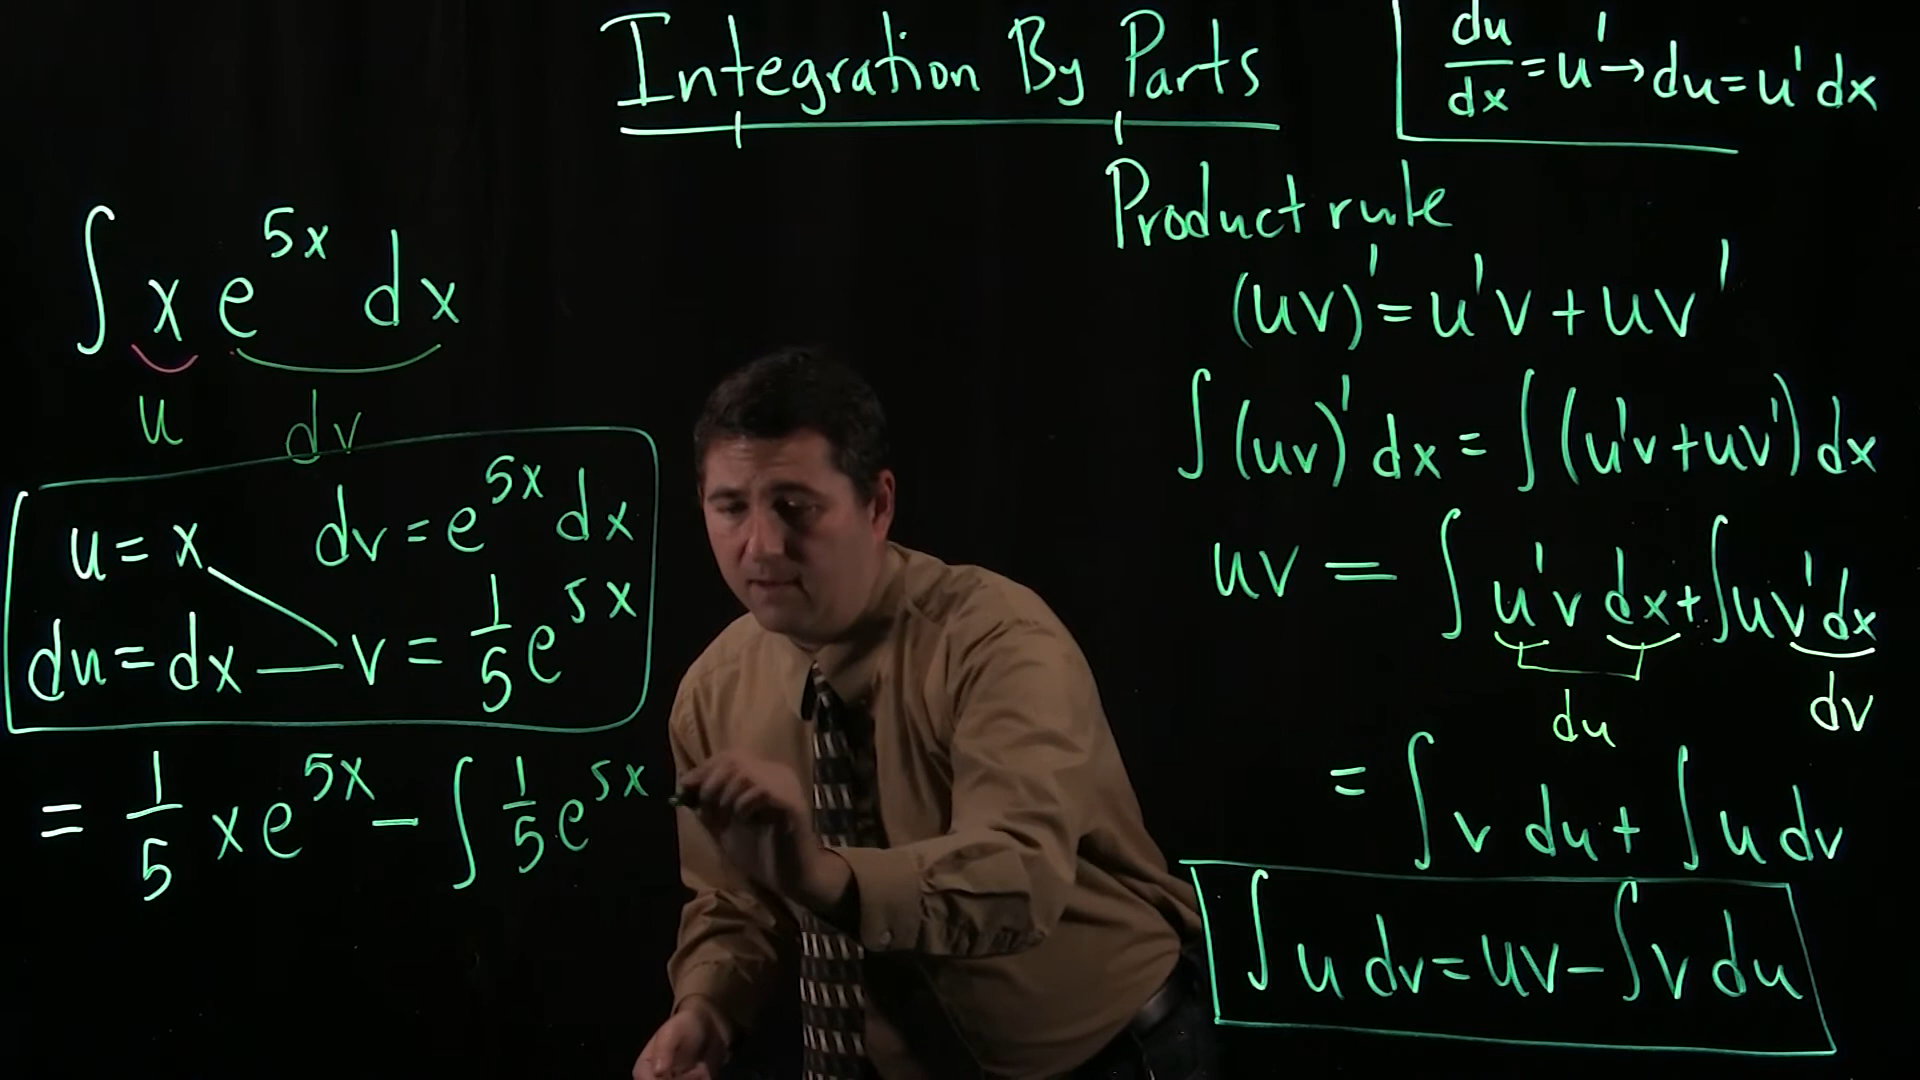 Integration By Parts
du/dx = u' → du = u' dx
∫ x e^{5x} dx
u dv
u = x dv = e^{5x} dx
du = dx — v = 1/5 e^{5x}
= 1/5 x e^{5x} - ∫ 1/5 e^{5x}
Product rule
(uv)' = u'v + uv'
∫ (uv)' dx = ∫ (u'v + uv') dx
uv = ∫ u'v dx + ∫ uv' dx
du dv
= ∫ v du + ∫ u dv
∫ u dv = uv - ∫ v du